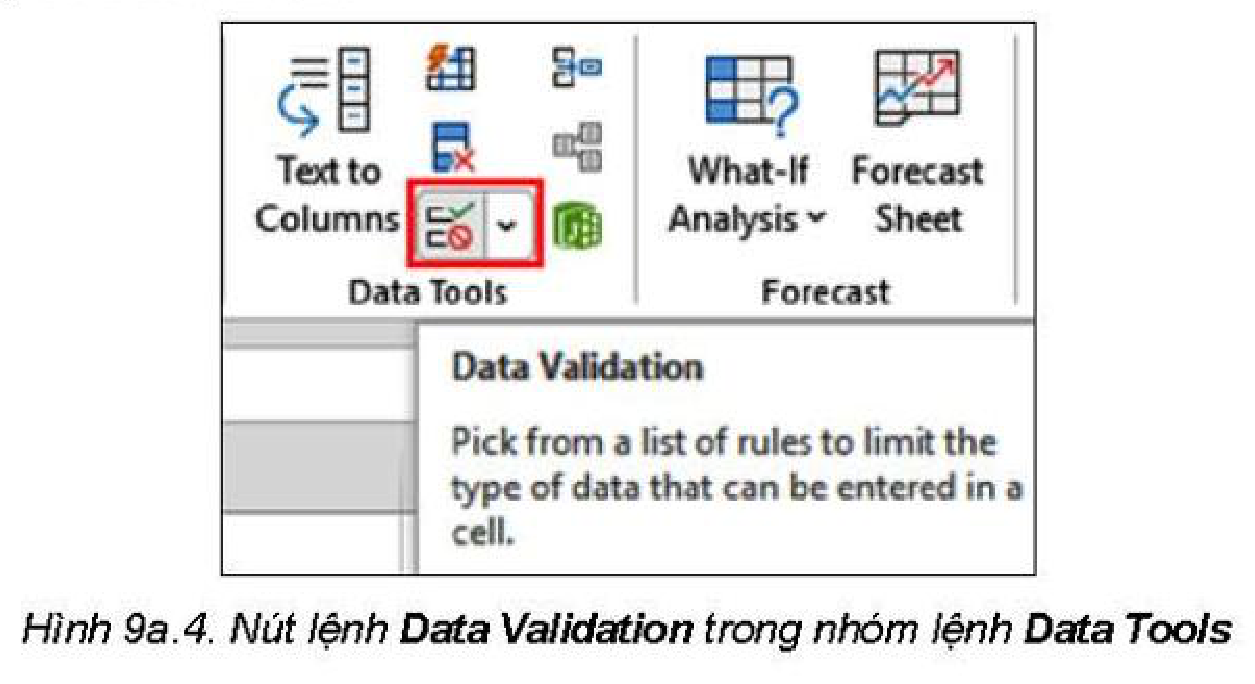 Text to
Columns
What-If
Analysis
Forecast
Sheet
Data Tools
Forecast
Data Validation
Pick from a list of rules to limit the
type of data that can be entered in a
cell.
Hình 9a.4. Nút lệnh Data Validation trong nhóm lệnh Data Tools